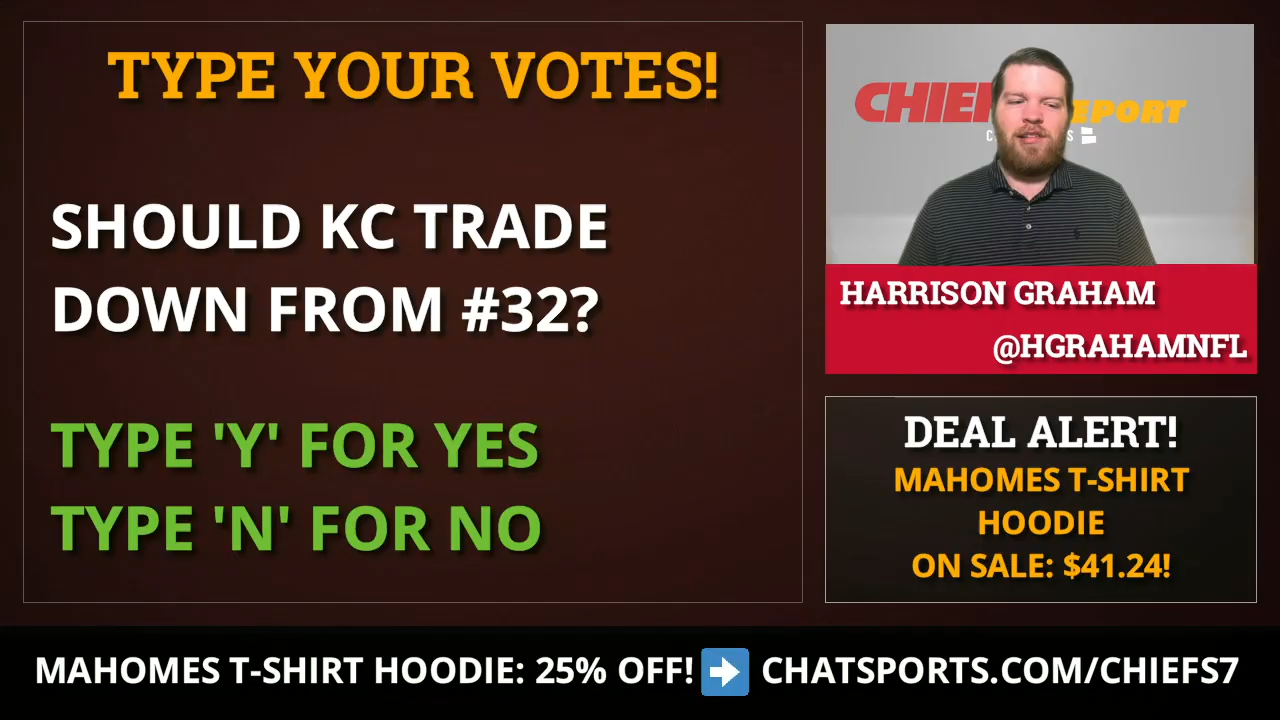 TYPE YOUR VOTES!
SHOULD KC TRADE
DOWN FROM #32?
TYPE 'Y' FOR YES
TYPE 'N' FOR NO
HARRISON GRAHAM
@HGRAHAMNFL
DEAL ALERT!
MAHOMES T-SHIRT
HOODIE
ON SALE: $41.24!
MAHOMES T-SHIRT HOODIE: 25% OFF! ➡ CHATSPORTS.COM/CHIEFS7